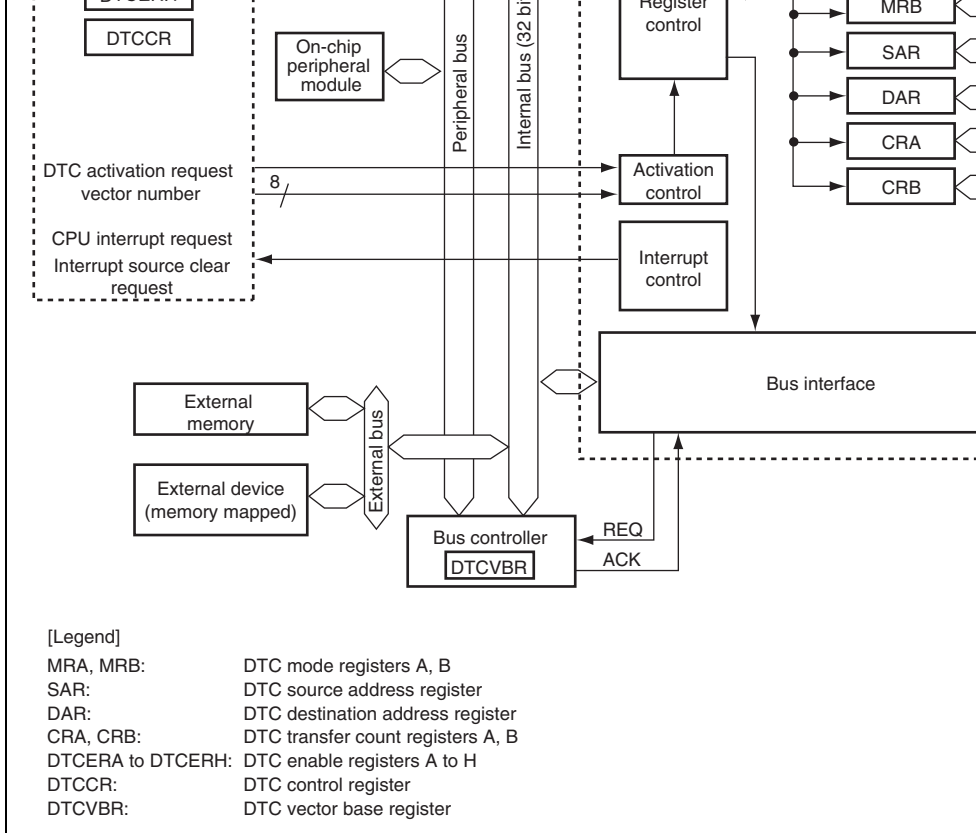 DTCCR
On-chip
peripheral
module
Peripheral bus
Internal bus (32
Register
control
MRB
SAR
DAR
CRA
CRB
DTC activation request
vector number
8
Activation
control
CPU interrupt request
Interrupt source clear
request
Interrupt
control
Bus interface
External
memory
External bus
External device
(memory mapped)
Bus controller
DTCVBR
REQ
ACK
[Legend]
MRA, MRB: DTC mode registers A, B
SAR: DTC source address register
DAR: DTC destination address register
CRA, CRB: DTC transfer count registers A, B
DTCERA to DTCERH: DTC enable registers A to H
DTCCR: DTC control register
DTCVBR: DTC vector base register